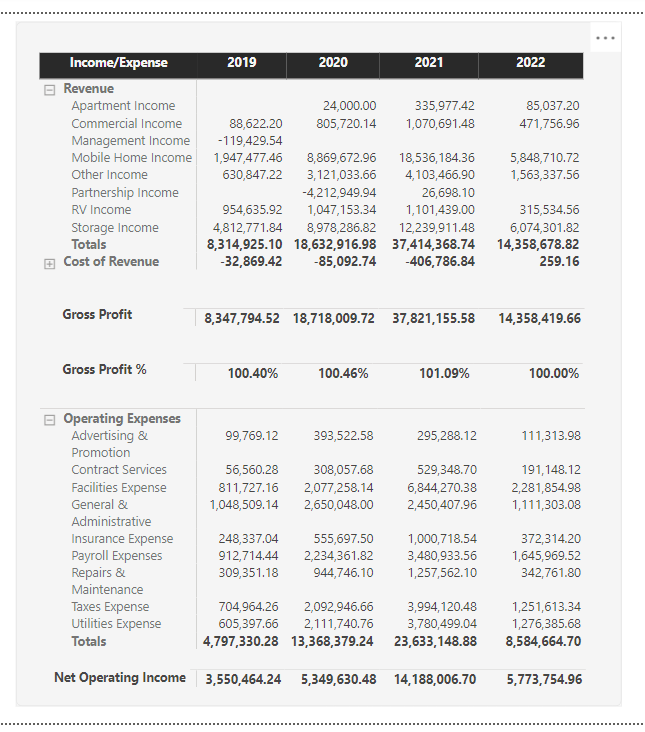 Income/Expense 2019 2020 2021 2022
Revenue
Apartment Income 24,000.00 335,977.42 85,037.20
Commercial Income 88,622.20 805,720.14 1,070,691.48 471,756.96
Management Income -119,429.54
Mobile Home Income 1,947,477.46 8,869,672.96 18,536,184.36 5,848,710.72
Other Income 630,847.22 3,121,033.66 4,103,466.90 1,563,337.56
Partnership Income -4,212,949.94 26,698.10
RV Income 954,635.92 1,047,153.34 1,101,439.00 315,534.56
Storage Income 4,812,771.84 8,978,286.82 12,239,911.48 6,074,301.82
Totals 8,314,925.10 18,632,916.98 37,414,368.74 14,358,678.82
Cost of Revenue -32,869.42 -85,092.74 -406,786.84 259.16
Gross Profit 8,347,794.52 18,718,009.72 37,821,155.58 14,358,419.66
Gross Profit % 100.40% 100.46% 101.09% 100.00%
Operating Expenses
Advertising & 99,769.12 393,522.58 295,288.12 111,313.98
Promotion
Contract Services 56,560.28 308,057.68 529,348.70 191,148.12
Facilities Expense 811,727.16 2,077,258.14 6,844,270.38 2,281,854.98
General & 1,048,509.14 2,650,048.00 2,450,407.96 1,111,303.08
Administrative
Insurance Expense 248,337.04 555,697.50 1,000,718.54 372,314.20
Payroll Expenses 912,714.44 2,234,361.82 3,480,933.56 1,645,969.52
Repairs & 309,351.18 944,746.10 1,257,562.10 342,761.80
Maintenance
Taxes Expense 704,964.26 2,092,946.66 3,994,120.48 1,251,613.34
Utilities Expense 605,397.66 2,111,740.76 3,780,499.04 1,276,385.68
Totals 4,797,330.28 13,368,379.24 23,633,148.88 8,584,664.70
Net Operating Income 3,550,464.24 5,349,630.48 14,188,006.70 5,773,754.96